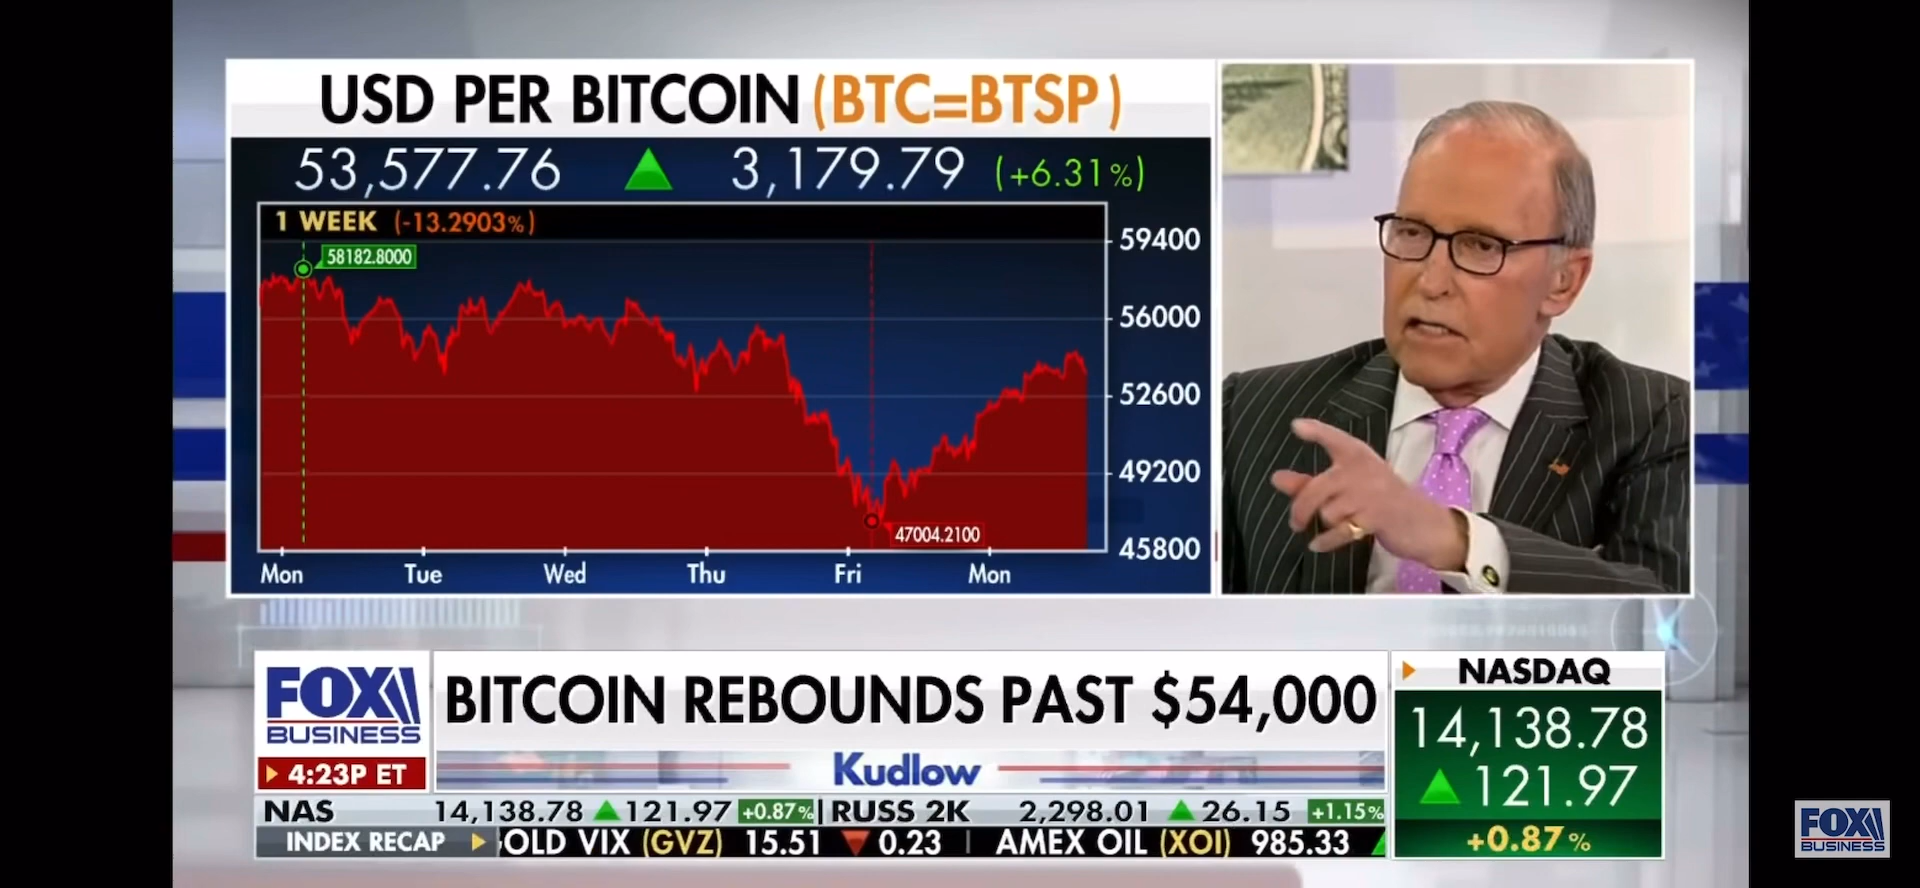 USD PER BITCOIN (BTC=BTSP)
53,577.76 ▲ 3,179.79 (+6.31%)
1 WEEK (-13.2903%)
58182.8000
59400
56000
52600
49200
47004.2100
45800
Mon Tue Wed Thu Fri Mon
FOX BUSINESS
4:23P ET
BITCOIN REBOUNDS PAST $54,000
Kudlow
NASDAQ
14,138.78
▲ 121.97
+0.87%
NAS 14,138.78 ▲ 121.97 +0.87% | RUSS 2K 2,298.01 ▲ 26.15 +1.15%
INDEX RECAP OLD VIX (GVZ) 15.51 ▼ 0.23 | AMEX OIL (XOI) 985.33
FOX BUSINESS